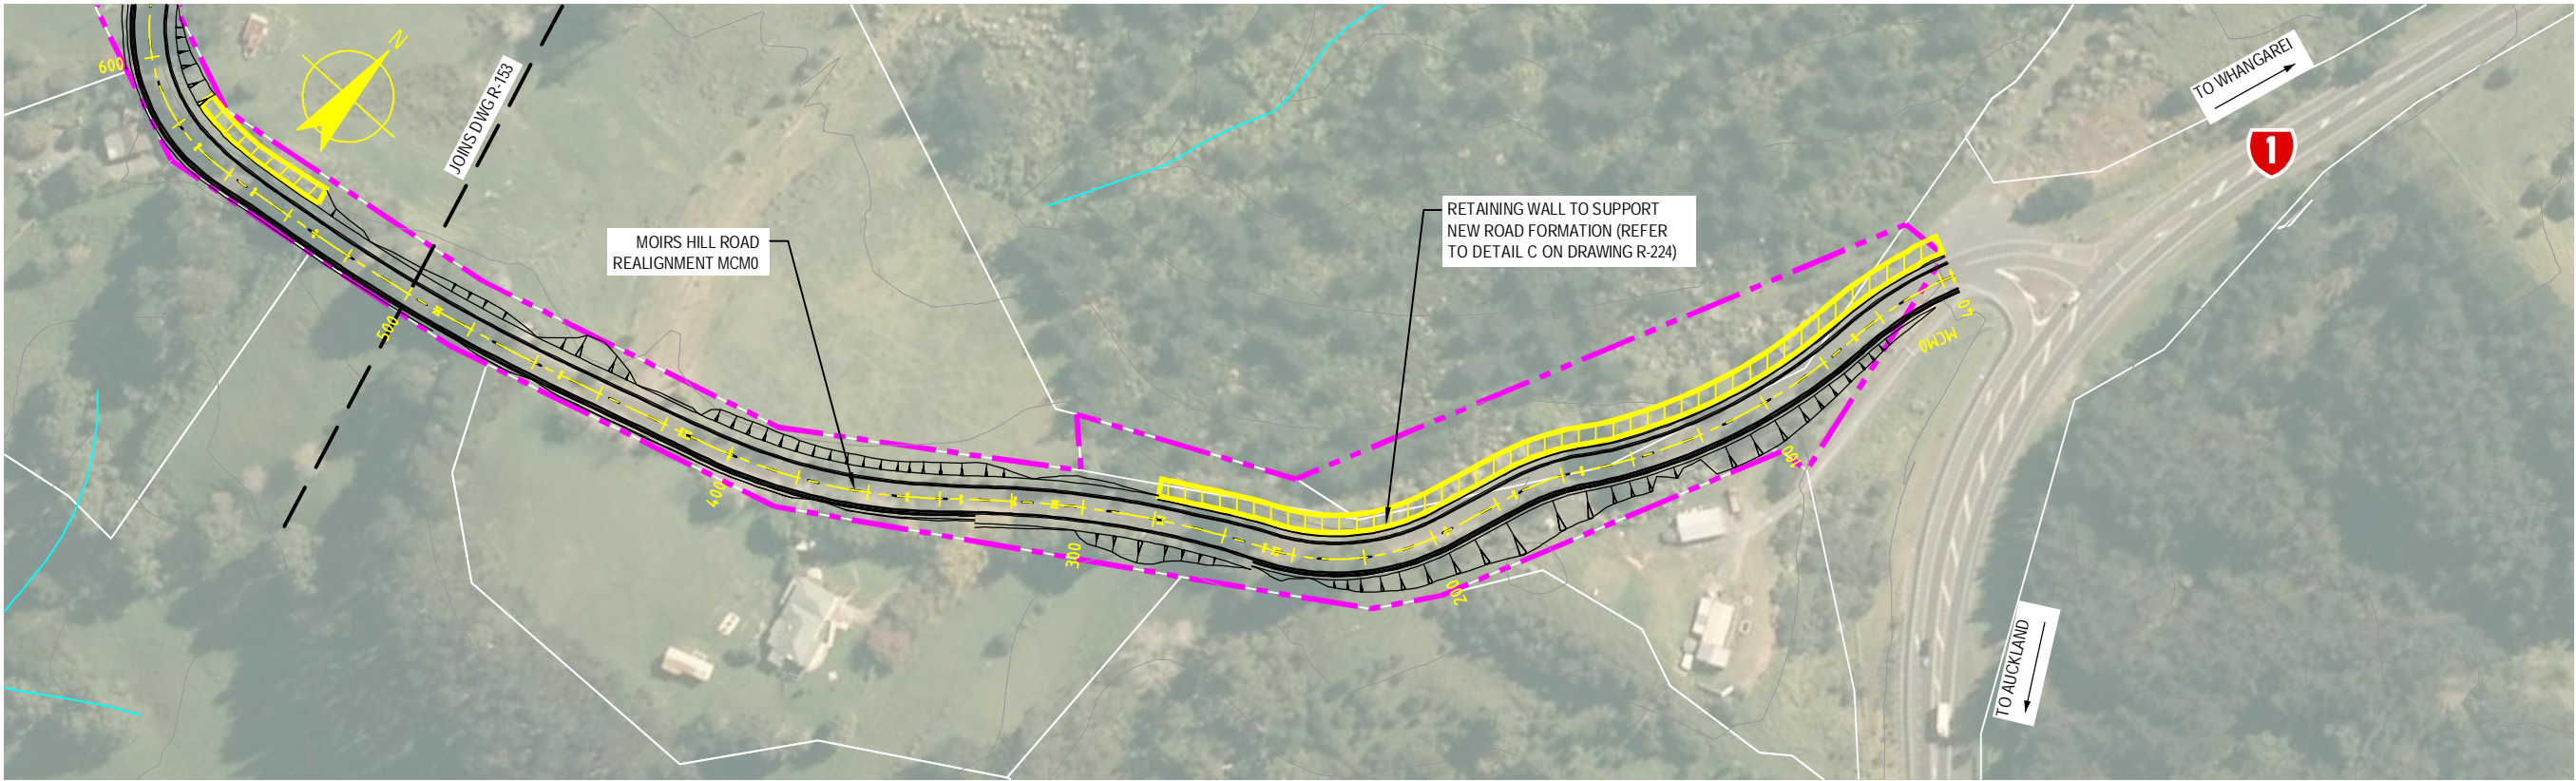 600
N
JOINS DWG R-153
TO WHANGAREI
1
MOIRS HILL ROAD
REALIGNMENT MCM0
RETAINING WALL TO SUPPORT
NEW ROAD FORMATION (REFER
TO DETAIL C ON DRAWING R-224)
500
400
300
200
100
MCM0
TO AUCKLAND